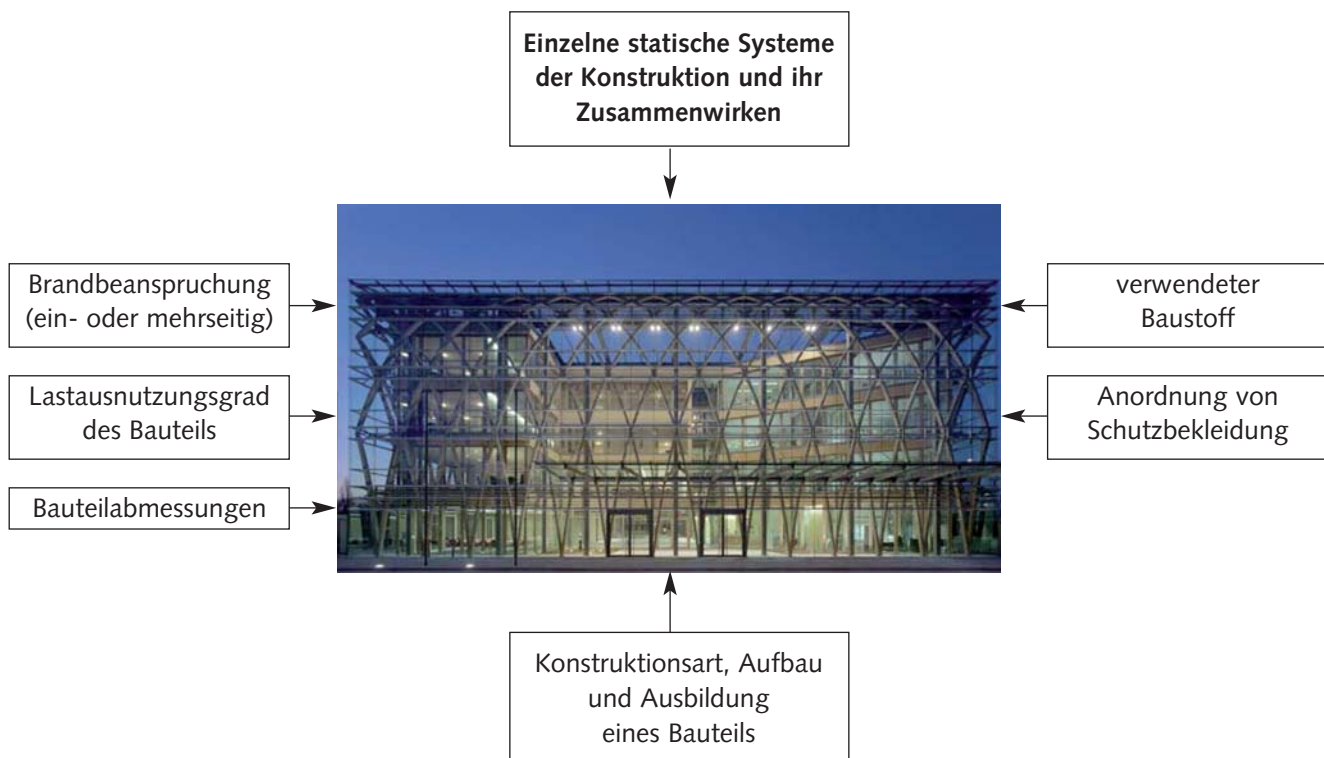 Einzelne statische Systeme
der Konstruktion und ihr
Zusammenwirken
Brandbeanspruchung
(ein- oder mehrseitig)
verwendeter
Baustoff
Lastausnutzungsgrad
des Bauteils
Anordnung von
Schutzbekleidung
Bauteilabmessungen
Konstruktionsart, Aufbau
und Ausbildung
eines Bauteils